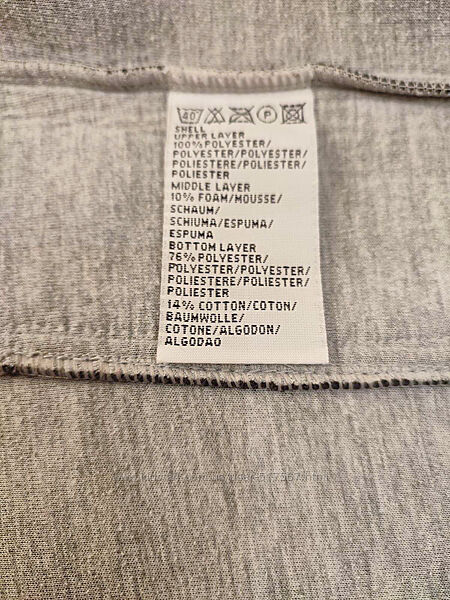 40 P
SHELL
UPPER LAYER
100% POLYESTER/
POLYESTER/POLYESTER/
POLIESTERE/POLIESTER/
POLIESTER
MIDDLE LAYER
10% FOAM/MOUSSE/
SCHAUM/
SCHIUMA/ESPUMA/
ESPUMA
BOTTOM LAYER
76% POLYESTER/
POLYESTER/POLYESTER/
POLIESTERE/POLIESTER/
POLIESTER
14% COTTON/COTON/
BAUMWOLLE/
COTONE/ALGODON/
ALGODAO